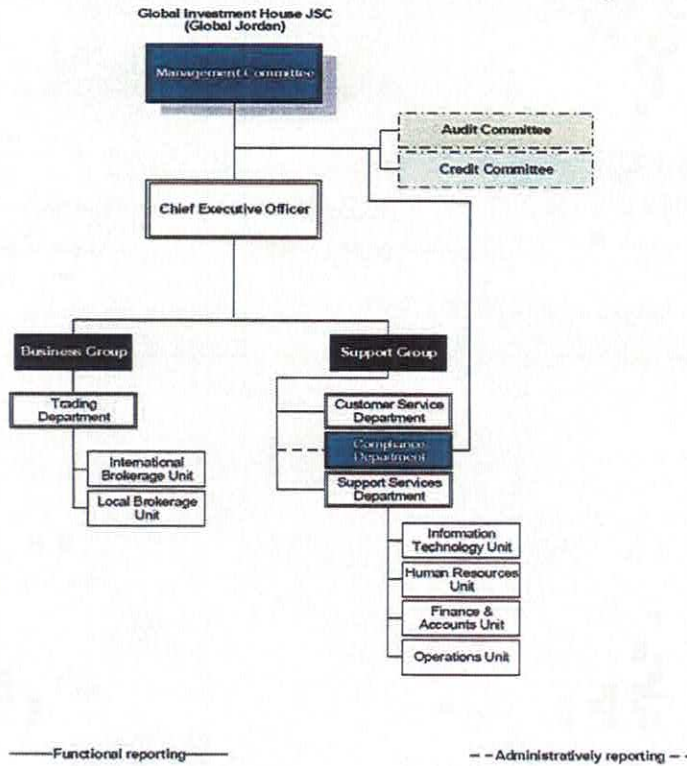 Global Investment House JSC
(Global Jordan)
Management Committee
Audit Committee
Credit Committee
Chief Executive Officer
Business Group
Support Group
Trading
Department
International
Brokerage Unit
Local Brokerage
Unit
Customer Service
Department
Compliance
Department
Support Services
Department
Information
Technology Unit
Human Resources
Unit
Finance &
Accounts Unit
Operations Unit
Functional reporting
Administratively reporting